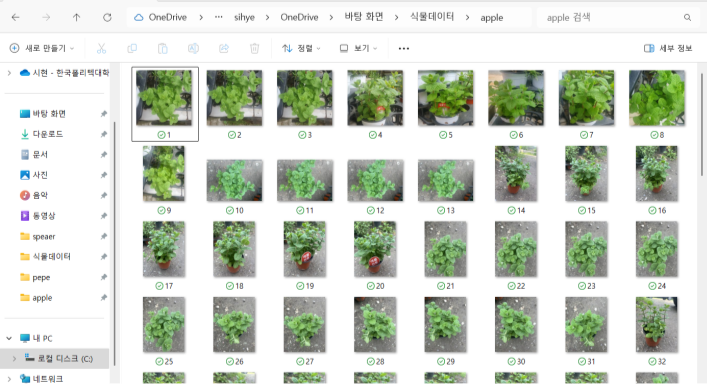 OneDrive > ··· sihye > OneDrive > 바탕 화면 > 식물데이터 > apple > apple 검색
새로 만들기 정렬 보기 ··· 세부 정보
시현 - 한국폴리텍대학
바탕 화면
다운로드
문서
사진
음악
동영상
speaer
식물데이터
pepe
apple
내 PC
로컬 디스크 (C:)
네트워크
1 2 3 4 5 6 7 8
9 10 11 12 13 14 15 16
17 18 19 20 21 22 23 24
25 26 27 28 29 30 31 32